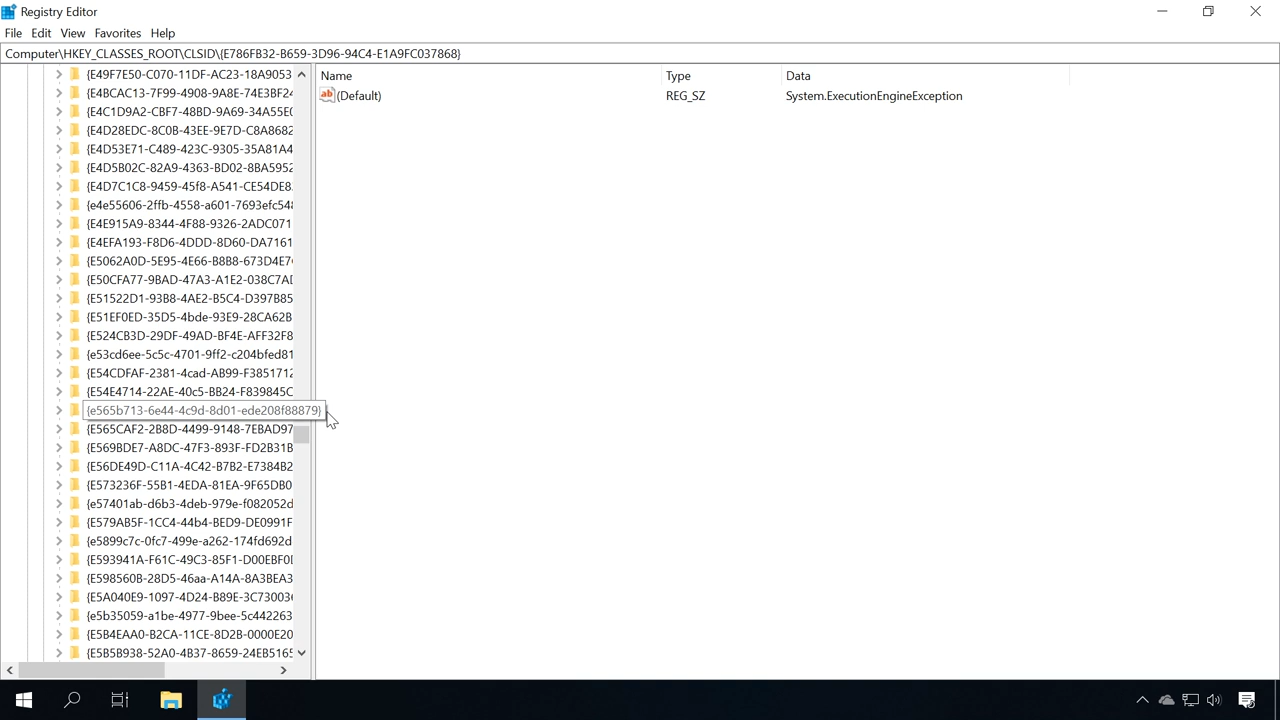 Registry Editor
File Edit View Favorites Help
Computer\HKEY_CLASSES_ROOT\CLSID\{E786FB32-B659-3D96-94C4-E1A9FC037868}
{E49F7E50-C070-11DF-AC23-18A9053
{E4BCAC13-7F99-4908-9A8E-74E3BF24
{E4C1D9A2-CBF7-48BD-9A69-34A55E0
{E4D28EDC-8C0B-43EE-9E7D-C8A8682
{E4D53E71-C489-423C-9305-35A81A4
{E4D5B02C-82A9-4363-BD02-8BA5952
{E4D7C1C8-9459-45f8-A541-CE54DE8
{e4e55606-2ffb-4558-a601-7693efc548
{E4E915A9-8344-4F88-9326-2ADC071
{E4EFA193-F8D6-4DDD-8D60-DA7161
{E5062A0D-5E95-4E66-B8B8-673D4E7
{E50CFA77-9BAD-47A3-A1E2-038C7AD
{E51522D1-93B8-4AE2-B5C4-D397B85
{E51EF0ED-35D5-4bde-93E9-28CA62B
{E524CB3D-29DF-49AD-BF4E-AFF32F8
{e53cd6ee-5c5c-4701-9ff2-c204bfed81
{E54CDFAF-2381-4cad-AB99-F3851712
{E54E4714-22AE-40c5-BB24-F839845C
{e565b713-6e44-4c9d-8d01-ede208f88879}
{E565CAF2-2B8D-4499-9148-7EBAD97
{E569BDE7-A8DC-47F3-893F-FD2B31B
{E56DE49D-C11A-4C42-B7B2-E7384B2
{E573236F-55B1-4EDA-81EA-9F65DB0
{e57401ab-d6b3-4deb-979e-f082052d
{E579AB5F-1CC4-44b4-BED9-DE0991F
{e5899c7c-0fc7-499e-a262-174fd692d
{E593941A-F61C-49C3-85F1-D00EBF0
{E598560B-28D5-46aa-A14A-8A3BEA3
{E5A040E9-1097-4D24-B89E-3C73003
{e5b35059-a1be-4977-9bee-5c442263
{E5B4EAA0-B2CA-11CE-8D2B-0000E20
{E5B5B938-52A0-4B37-8659-24EB5165
Name Type Data
(Default) REG_SZ System.ExecutionEngineException